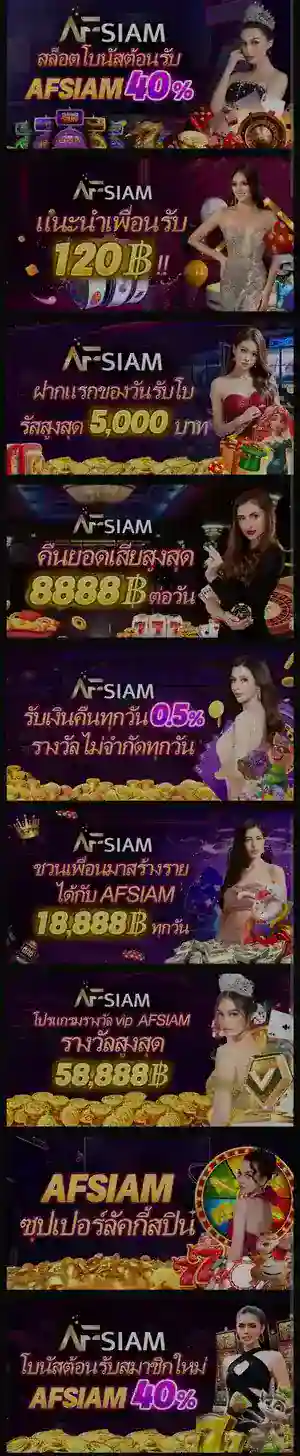 AFSIAM
สล็อตโบนัสต้อนรับ
AFSIAM 40%
AFSIAM
แนะนำเพื่อนรับ
120฿!!
AFSIAM
ฝากแรกของวันรับโบ
รัสสูงสุด 5,000 บาท
AFSIAM
คืนยอดเสียสูงสุด
8888฿ ต่อวัน
AFSIAM
รับเงินคืนทุกวัน 0.5%
รางวัลไม่จำกัดทุกวัน
AFSIAM
ชวนเพื่อนมาสร้างราย
ได้กับ AFSIAM
18,888฿ ทุกวัน
AFSIAM
โปรแกรมรางวัล vip AFSIAM
รางวัลสูงสุด
58,888฿
AFSIAM
ซุปเปอร์ลัคกี้สปิน
AFSIAM
โบนัสต้อนรับสมาชิกใหม่
AFSIAM 40%